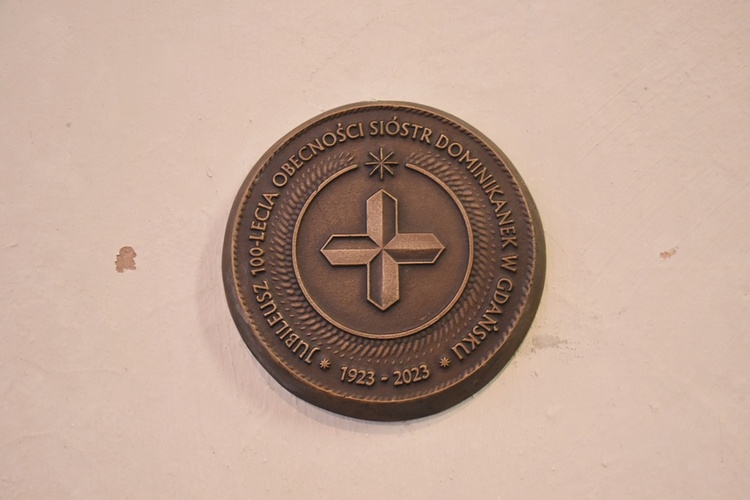 JUBILEUSZ 100-LECIA OBECNOŚCI SIÓSTR DOMINIKANEK W GDAŃSKU
1923 - 2023